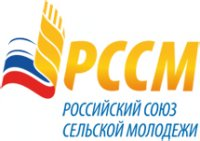 РССМ
РОССИЙСКИЙ СОЮЗ
СЕЛЬСКОЙ МОЛОДЕЖИ